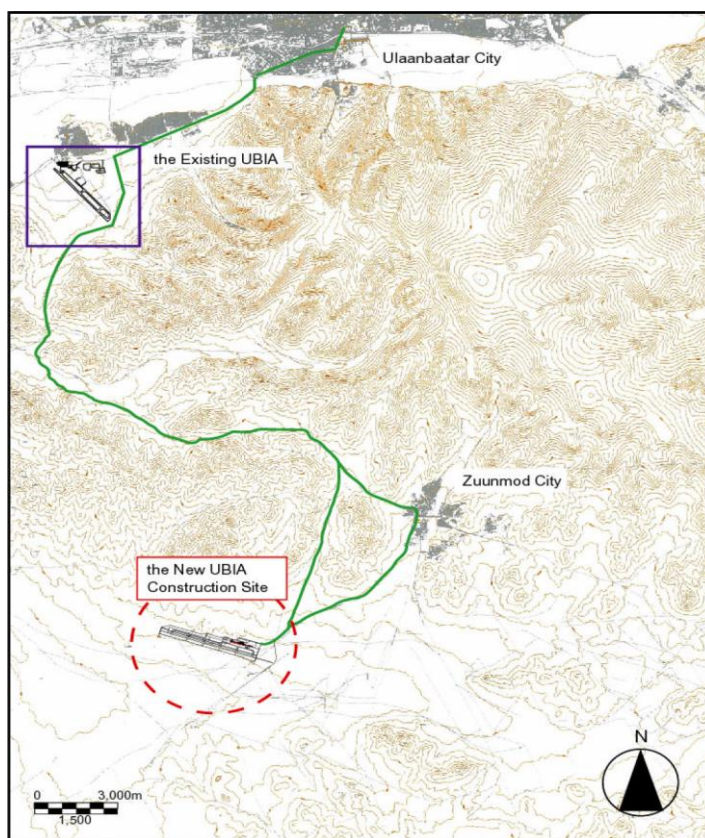 Ulaanbaatar City
the Existing UBIA
Zuunmod City
the New UBIA
Construction Site
N
0 3,000m
1,500